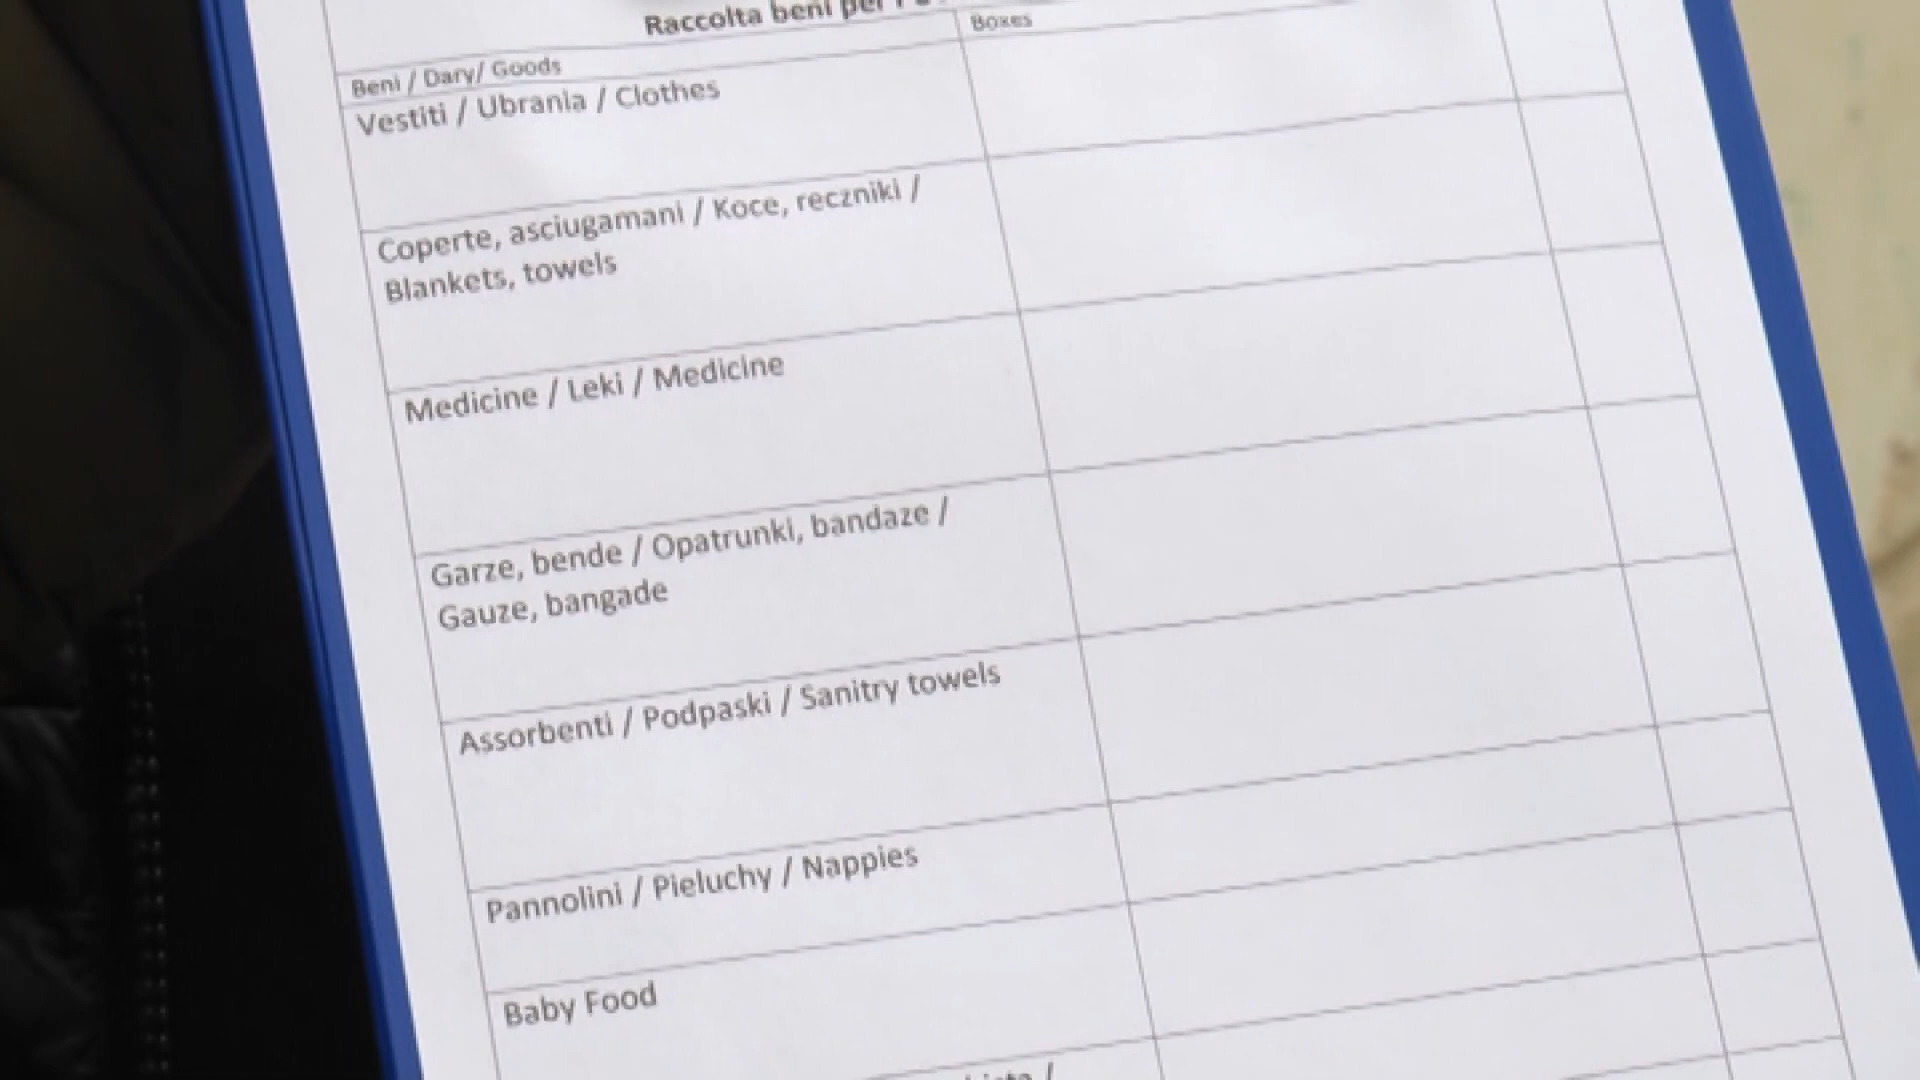 Raccolta beni per
Boxes
Beni / Dary/ Goods
Vestiti / Ubrania / Clothes
Coperte, asciugamani / Koce, reczniki /
Blankets, towels
Medicine / Leki / Medicine
Garze, bende / Opatrunki, bandaze /
Gauze, bangade
Assorbenti / Podpaski / Sanitry towels
Pannolini / Pieluchy / Nappies
Baby Food